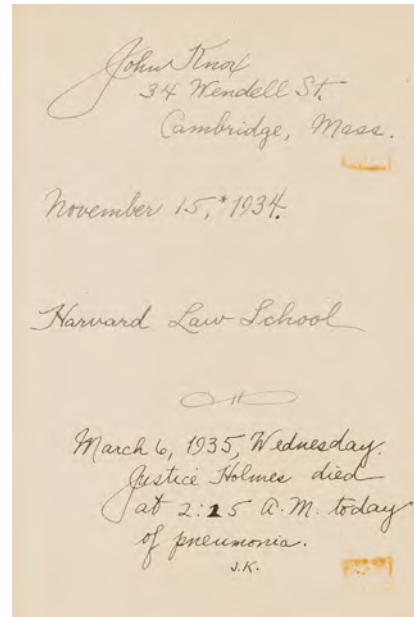 John Knox
34 Wendell St.
Cambridge, Mass.
November 15,* 1934.
Harvard Law School
March 6, 1935, Wednesday.
Justice Holmes died
at 2:15 A.M. today
of pneumonia.
J.K.